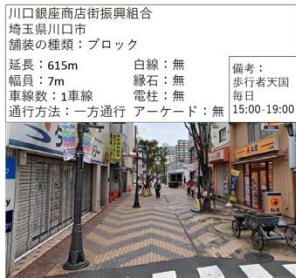 川口銀座商店街振興組合
埼玉県川口市
舗装の種類：ブロック
延長：615m 白線：無
幅員：7m 縁石：無
車線数：1車線 電柱：無
通行方法：一方通行 アーケード：無
備考：
歩行者天国
毎日
15:00-19:00